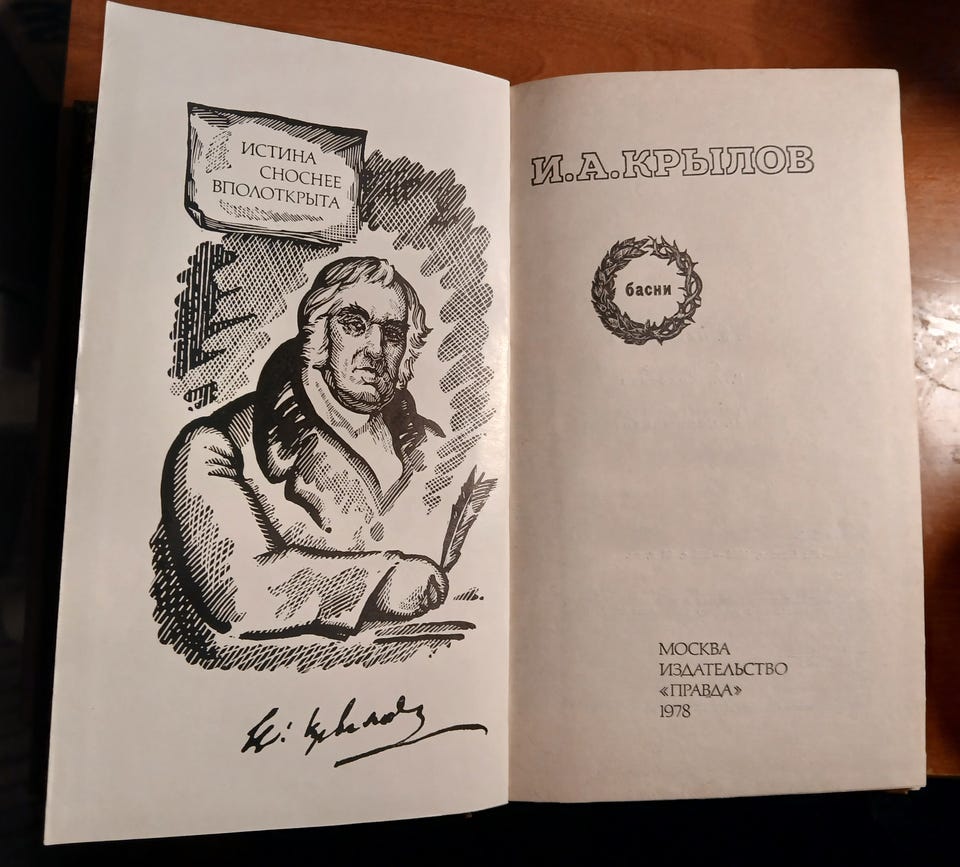 ИСТИНА
СНОСНЕЕ
ВПОЛОТКРЫТА
И. А. КРЫЛОВ
басни
МОСКВА
ИЗДАТЕЛЬСТВО
«ПРАВДА»
1978